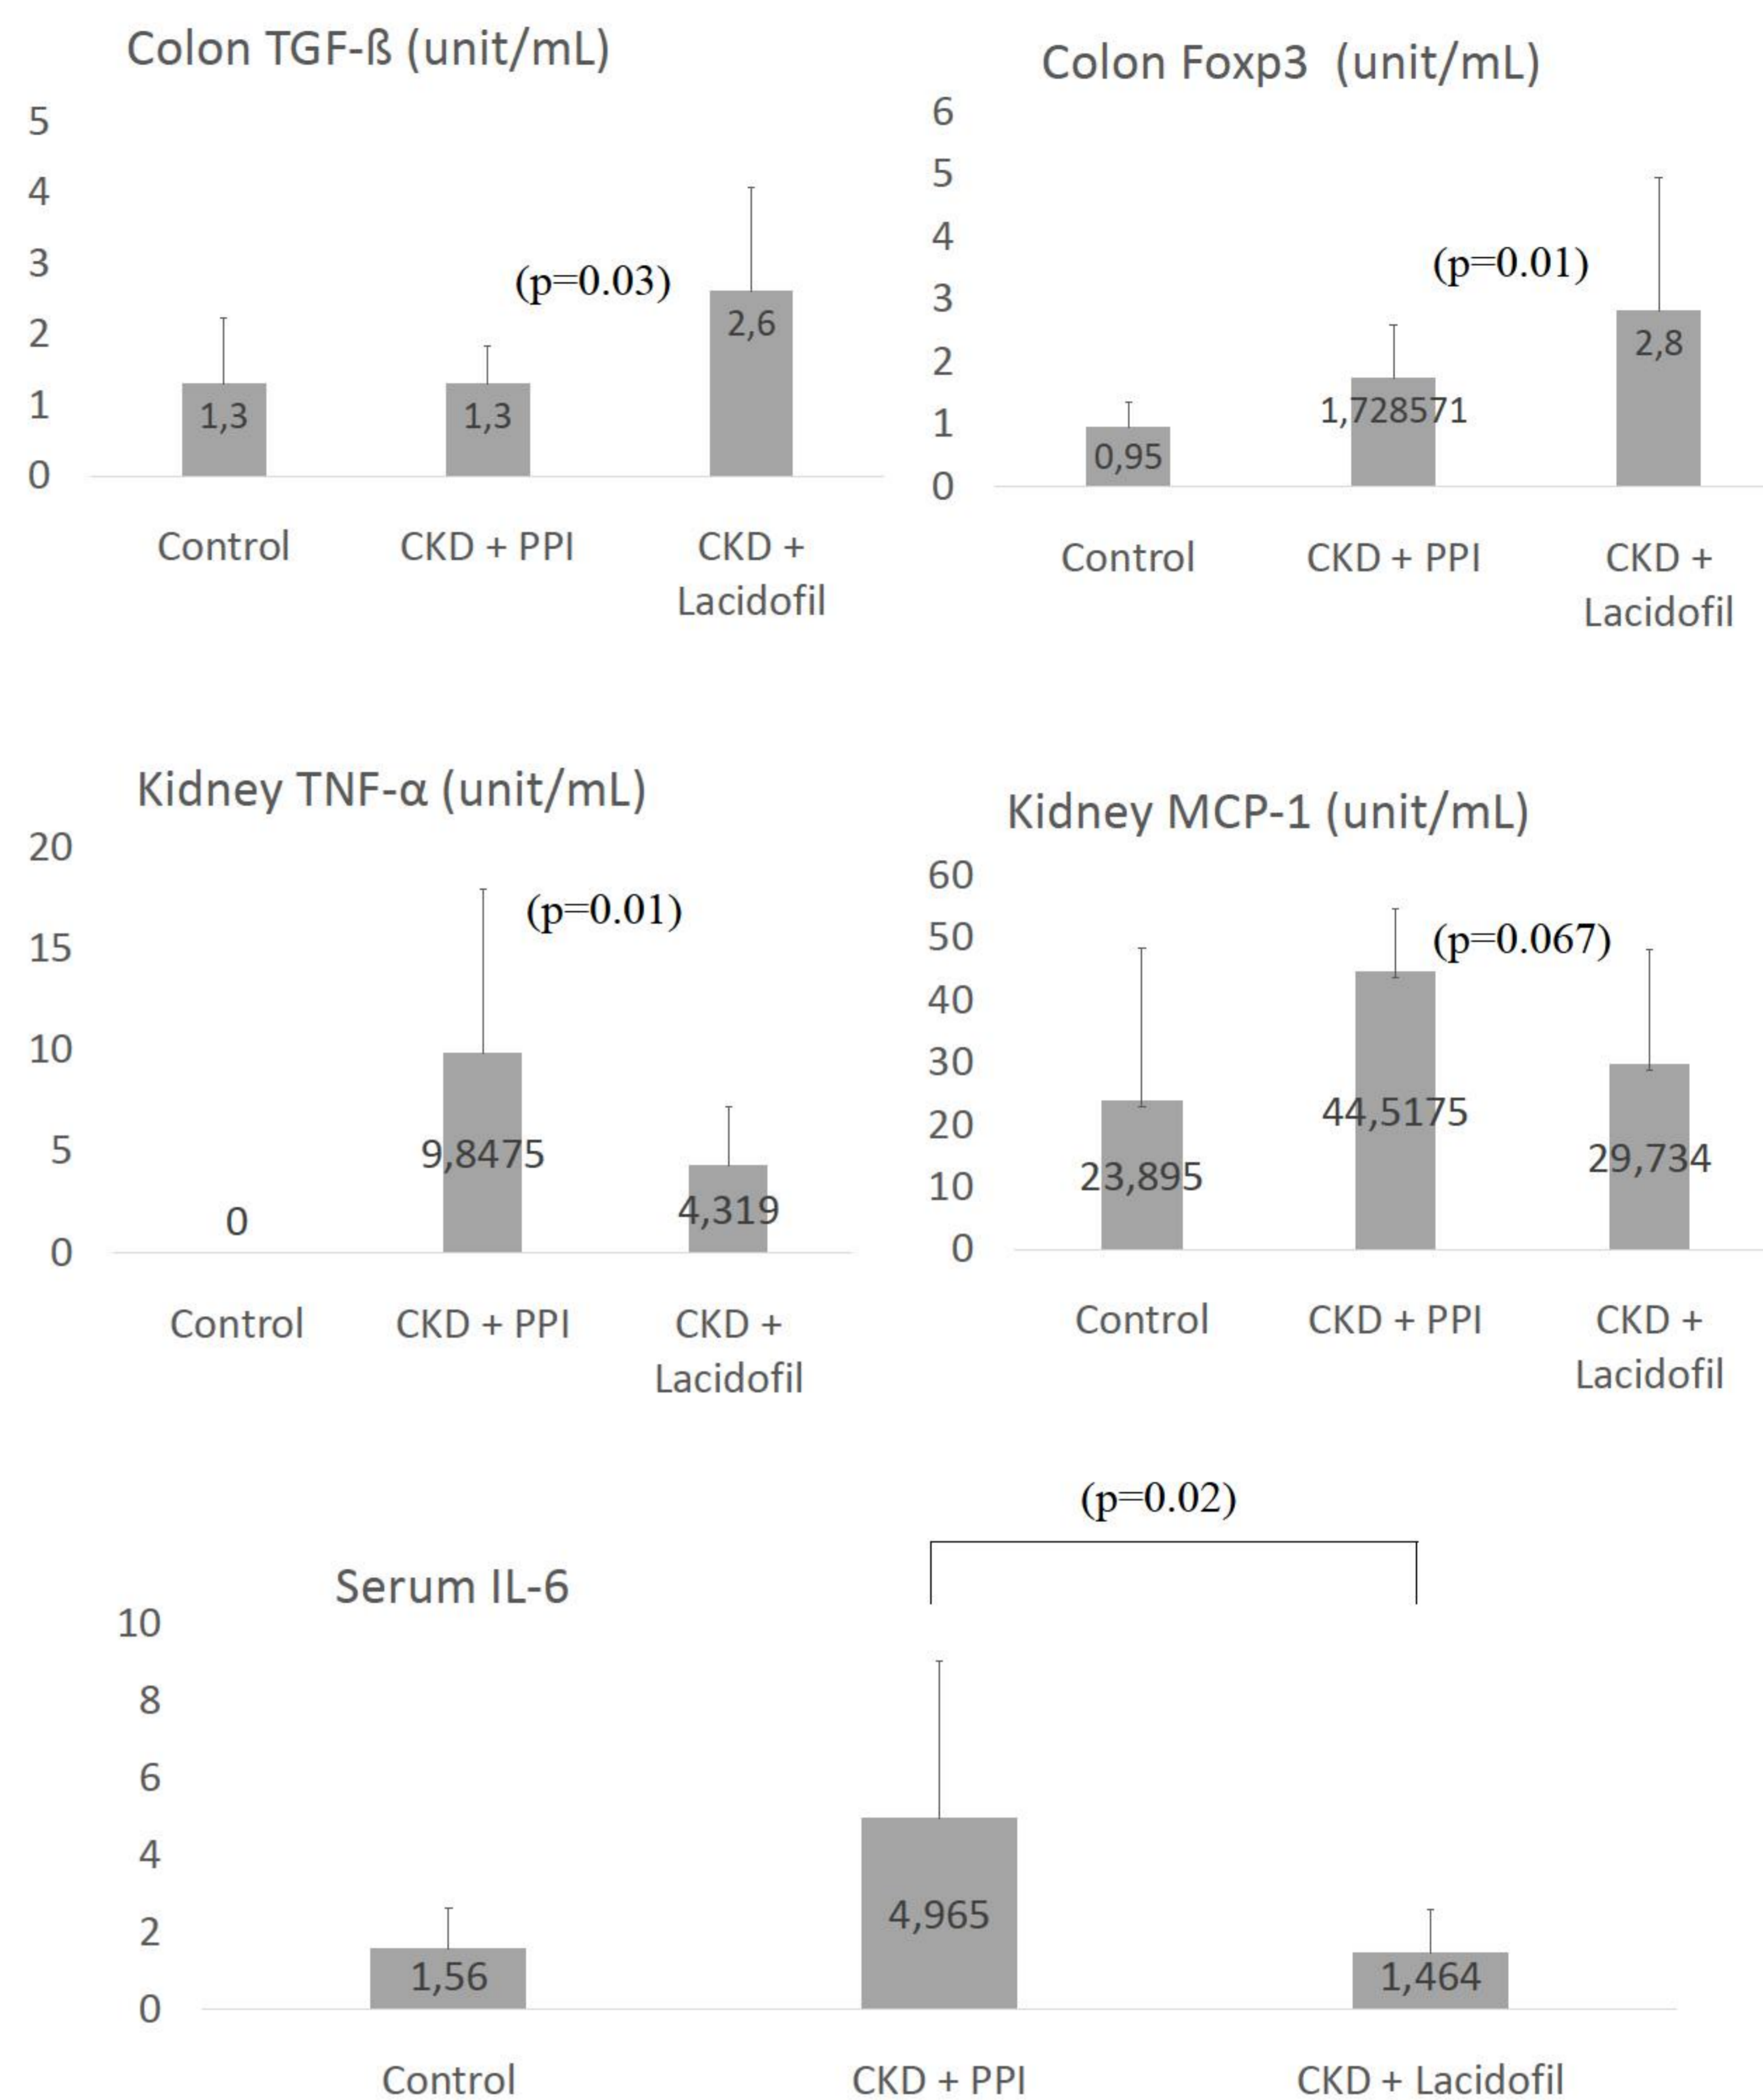 Colon TGF-ß (unit/mL)
5
4
3
2
1
0
(p=0.03)
1,3
1,3
2,6
Control
CKD + PPI
CKD +
Lacidofil
Colon Foxp3 (unit/mL)
6
5
4
3
2
1
0
(p=0.01)
0,95
1,728571
2,8
Control
CKD + PPI
CKD +
Lacidofil
Kidney TNF-α (unit/mL)
20
15
10
5
0
(p=0.01)
0
9,8475
4,319
Control
CKD + PPI
CKD +
Lacidofil
Kidney MCP-1 (unit/mL)
60
50
40
30
20
10
0
(p=0.067)
23,895
44,5175
29,734
Control
CKD + PPI
CKD +
Lacidofil
(p=0.02)
Serum IL-6
10
8
6
4
2
0
1,56
4,965
1,464
Control
CKD + PPI
CKD + Lacidofil